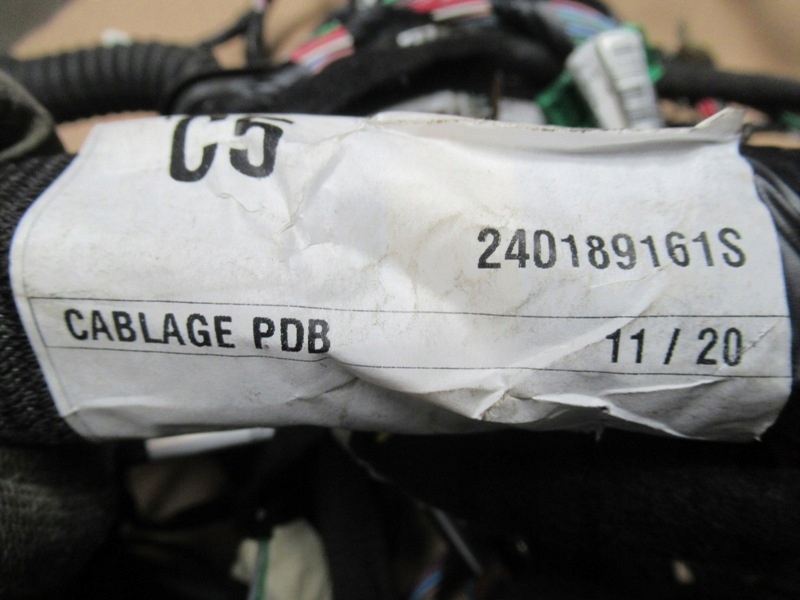 C5
240189161S
CABLAGE PDB
11 / 20